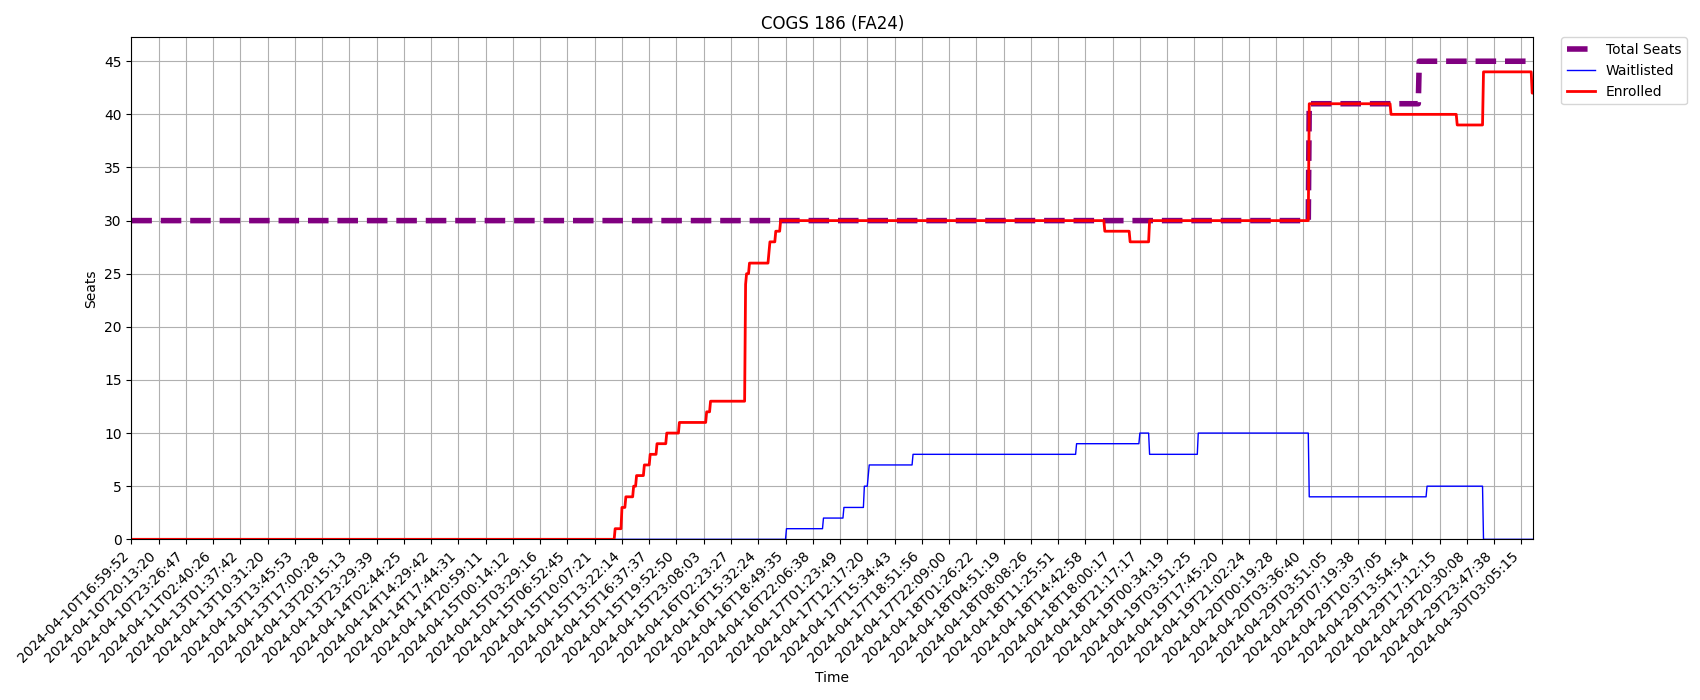 COGS 186 (FA24)
Total Seats
Waitlisted
Enrolled
45
40
35
30
25
20
15
10
5
0
Seats
2024-04-10T16:59:52
2024-04-10T20:13:20
2024-04-10T23:26:47
2024-04-11T02:40:26
2024-04-13T01:37:42
2024-04-13T10:31:20
2024-04-13T13:45:53
2024-04-13T17:00:28
2024-04-13T20:15:13
2024-04-13T23:29:39
2024-04-14T02:44:25
2024-04-14T14:29:42
2024-04-14T17:44:31
2024-04-14T20:59:11
2024-04-15T00:14:12
2024-04-15T03:29:16
2024-04-15T06:52:45
2024-04-15T10:07:21
2024-04-15T13:22:14
2024-04-15T16:37:37
2024-04-15T19:52:50
2024-04-15T23:08:03
2024-04-16T02:23:27
2024-04-16T15:32:24
2024-04-16T18:49:35
2024-04-16T22:06:38
2024-04-17T01:23:49
2024-04-17T12:17:20
2024-04-17T15:34:43
2024-04-17T18:51:56
2024-04-17T22:09:00
2024-04-18T01:26:22
2024-04-18T04:51:19
2024-04-18T08:08:26
2024-04-18T11:25:51
2024-04-18T14:42:58
2024-04-18T18:00:17
2024-04-18T21:17:17
2024-04-19T00:34:19
2024-04-19T03:51:25
2024-04-19T17:45:20
2024-04-19T21:02:24
2024-04-20T00:19:28
2024-04-20T03:36:40
2024-04-29T03:51:05
2024-04-29T07:19:38
2024-04-29T10:37:05
2024-04-29T13:54:54
2024-04-29T17:12:15
2024-04-29T20:30:08
2024-04-29T23:47:38
2024-04-30T03:05:15
Time